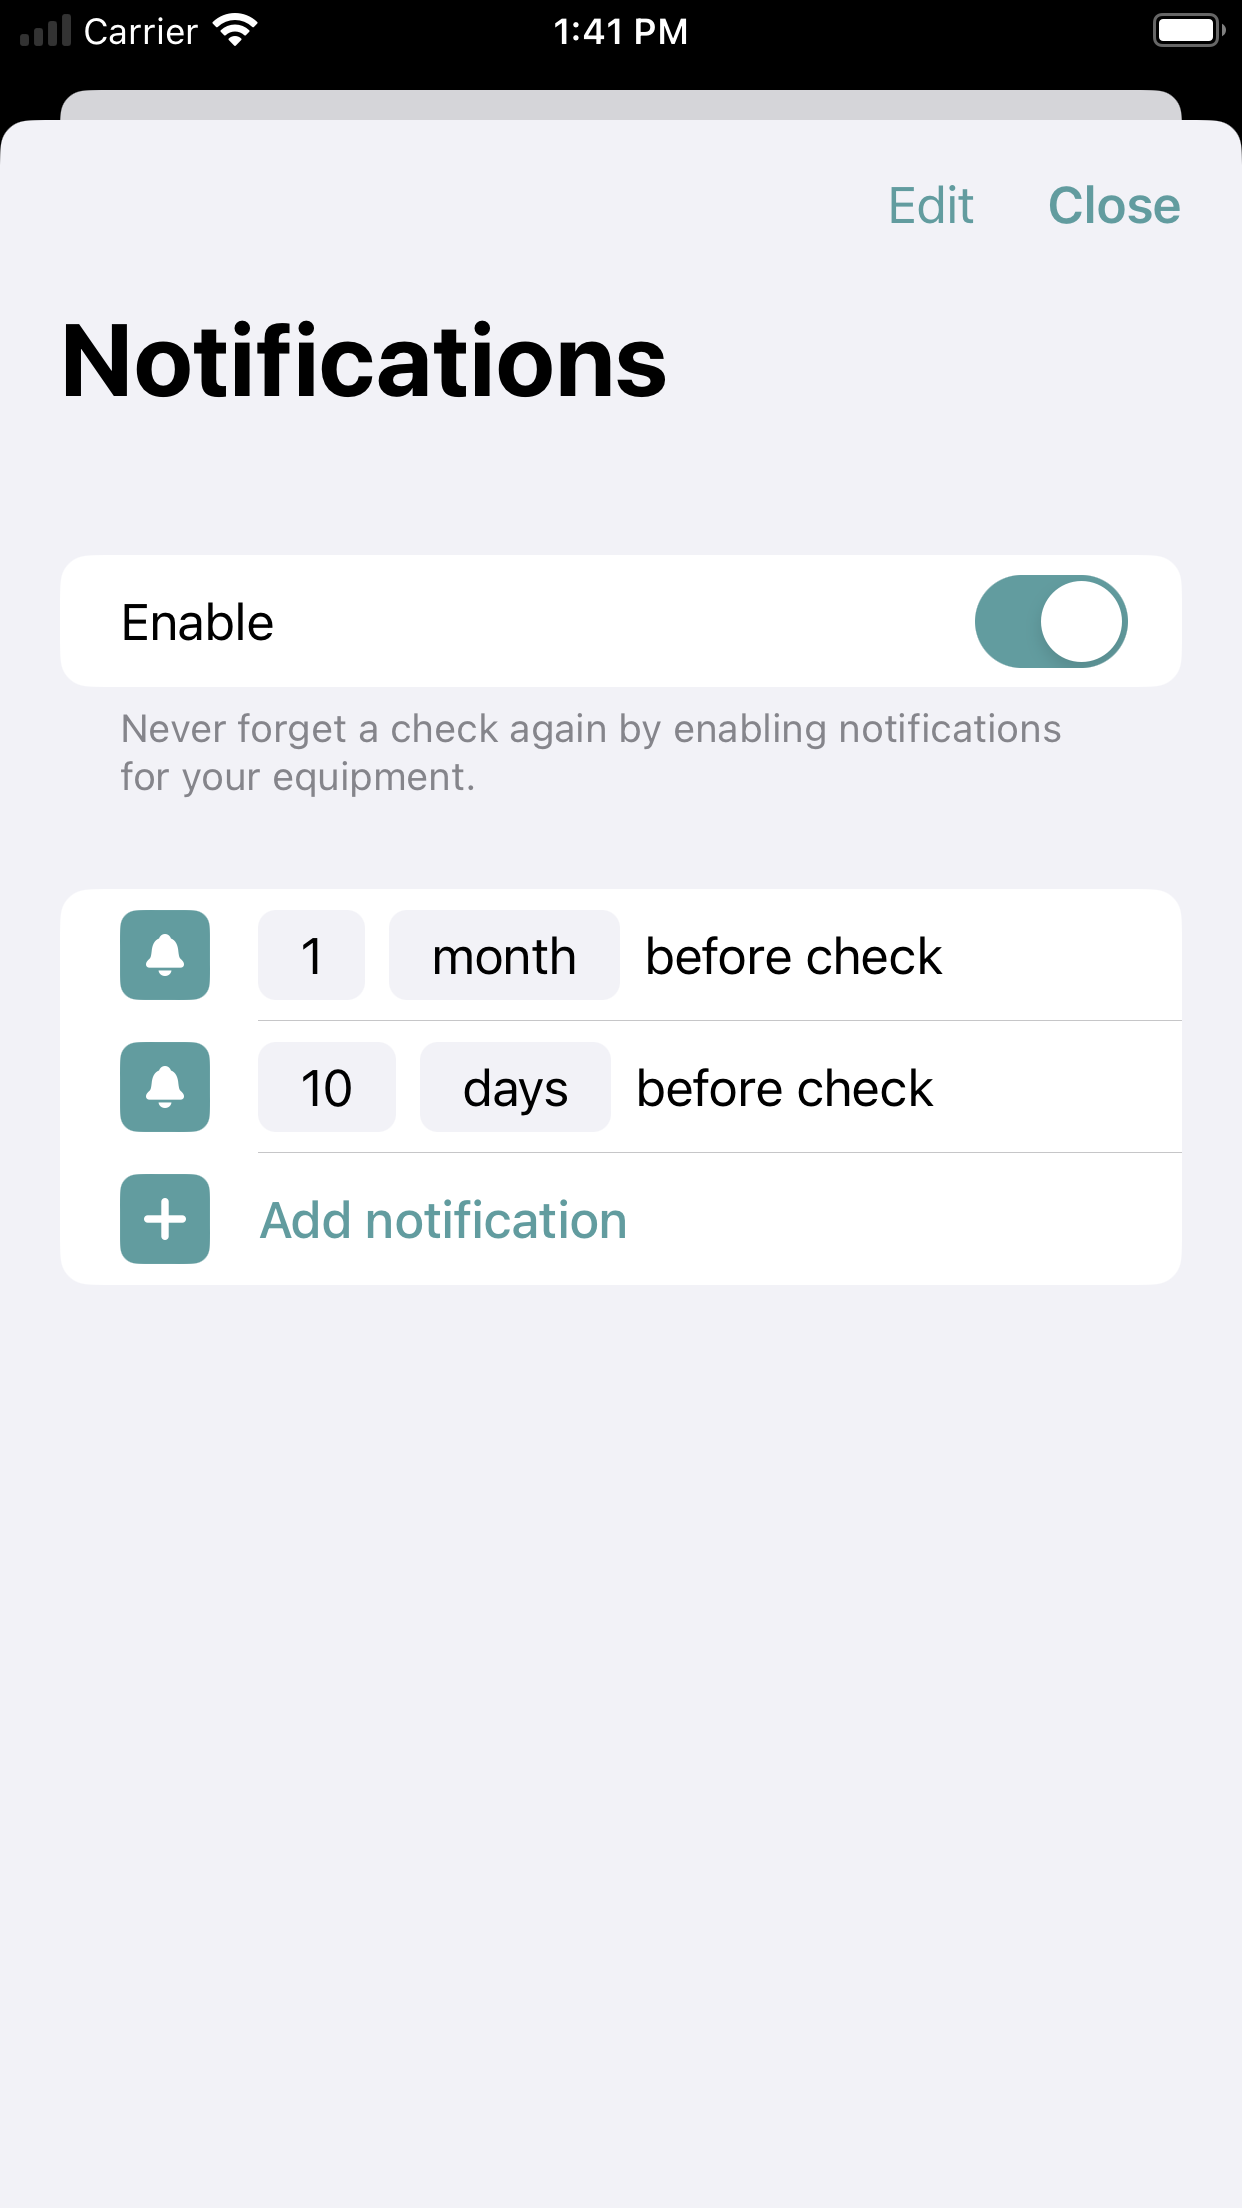 Carrier 1:41 PM
Edit Close
Notifications
Enable
Never forget a check again by enabling notifications
for your equipment.
1 month before check
10 days before check
Add notification